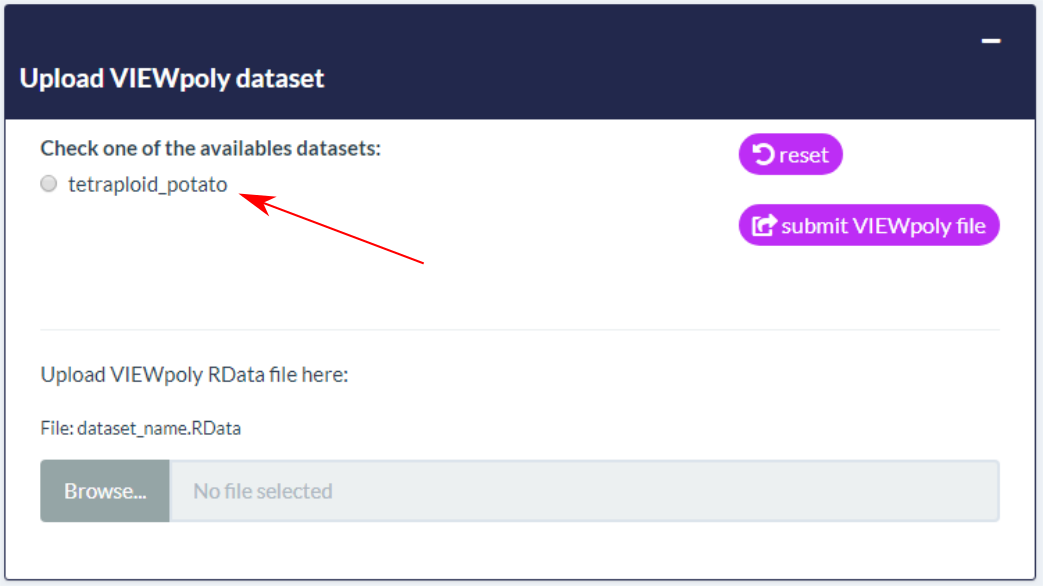 Upload VIEWpoly dataset
Check one of the availables datasets:
tetraploid_potato
reset
submit VIEWpoly file
Upload VIEWpoly RData file here:
File: dataset_name.RData
Browse... No file selected